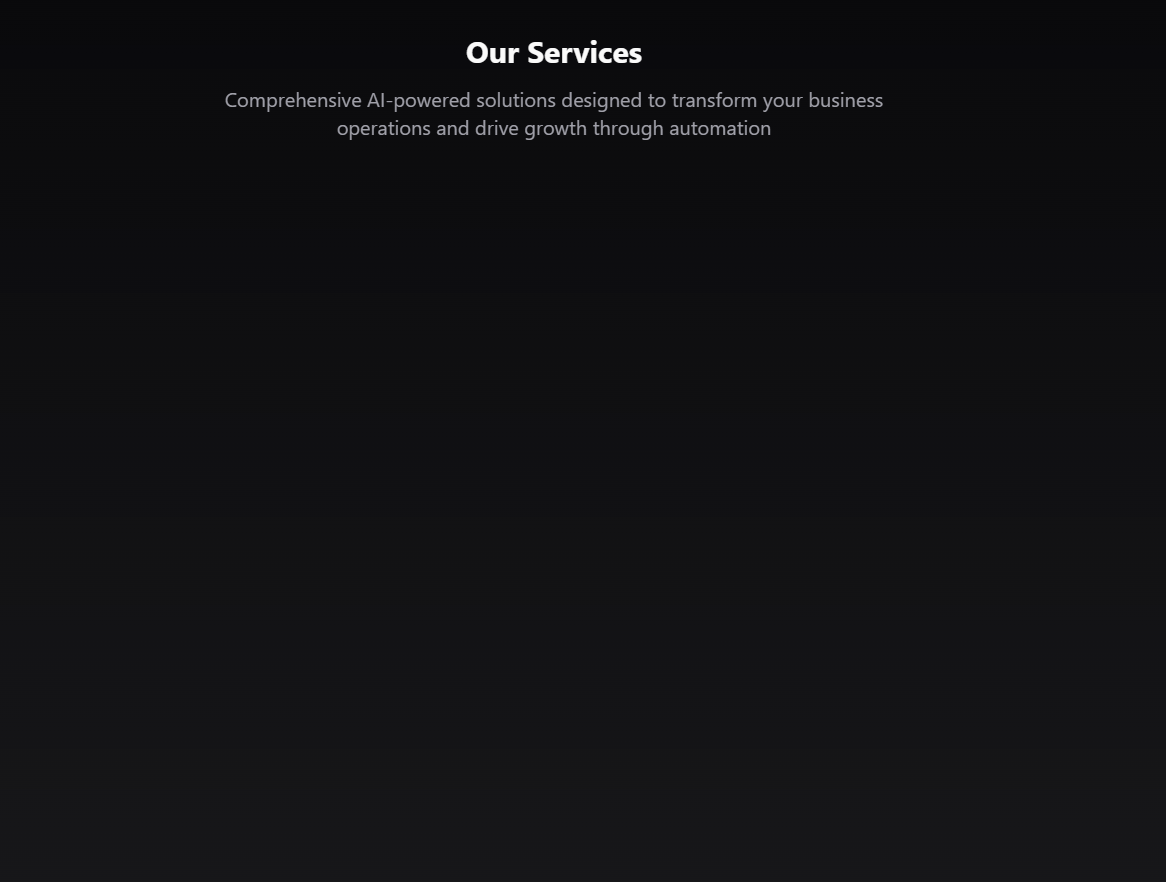 Our Services
Comprehensive AI-powered solutions designed to transform your business
operations and drive growth through automation